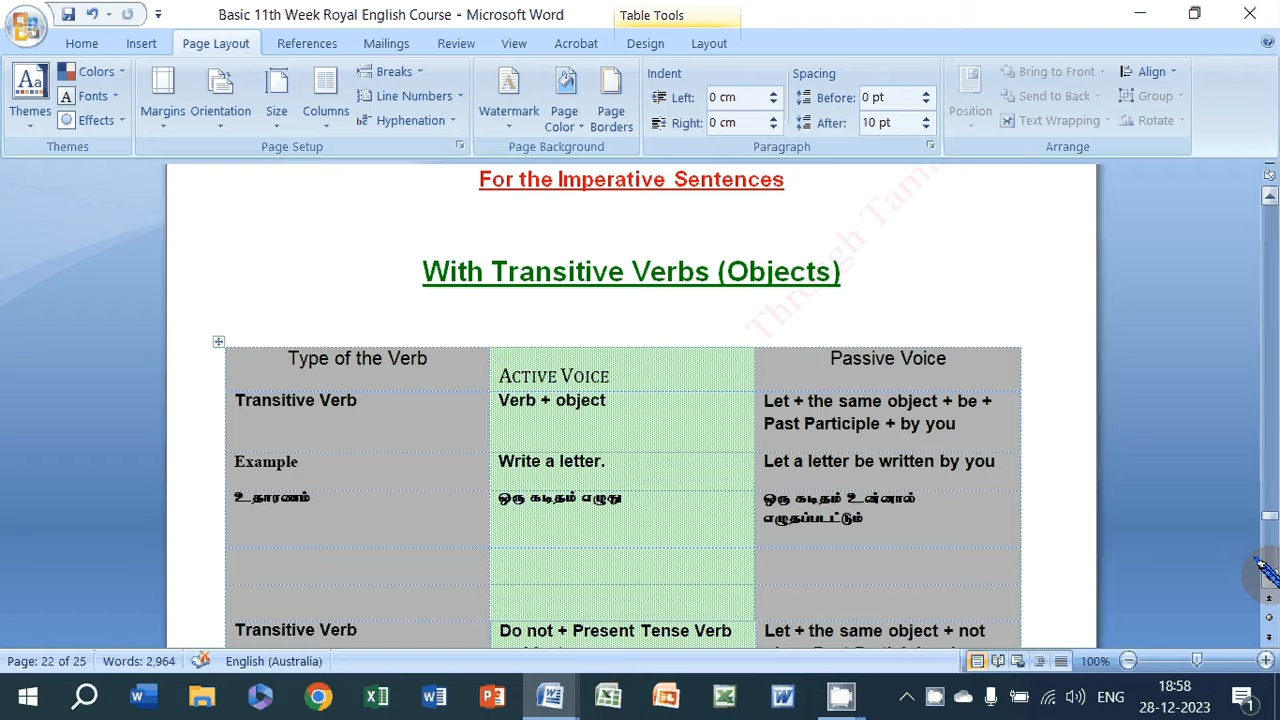 Basic 11th Week Royal English Course - Microsoft Word
Table Tools
Home Insert Page Layout References Mailings Review View Acrobat Design Layout
Colors
Fonts
Effects
Themes
Themes
Margins Orientation Size Columns
Breaks
Line Numbers
Hyphenation
Page Setup
Watermark Page Color Page Borders
Page Background
Indent
Left: 0 cm
Right: 0 cm
Spacing
Before: 0 pt
After: 10 pt
Paragraph
Position
Bring to Front
Send to Back
Text Wrapping
Align
Group
Rotate
Arrange
For the Imperative Sentences
Through Tamil
With Transitive Verbs (Objects)
Type of the Verb
ACTIVE VOICE
Passive Voice
Transitive Verb
Verb + object
Let + the same object + be +
Past Participle + by you
Example
Write a letter.
Let a letter be written by you
உதாரணம்
ஒரு கடிதம் எழுது
ஒரு கடிதம் உன்னால்
எழுதப்படட்டும்
Transitive Verb
Do not + Present Tense Verb
Let + the same object + not
Page: 22 of 25 Words: 2,964 English (Australia) 100%
ENG
18:58
28-12-2023
1